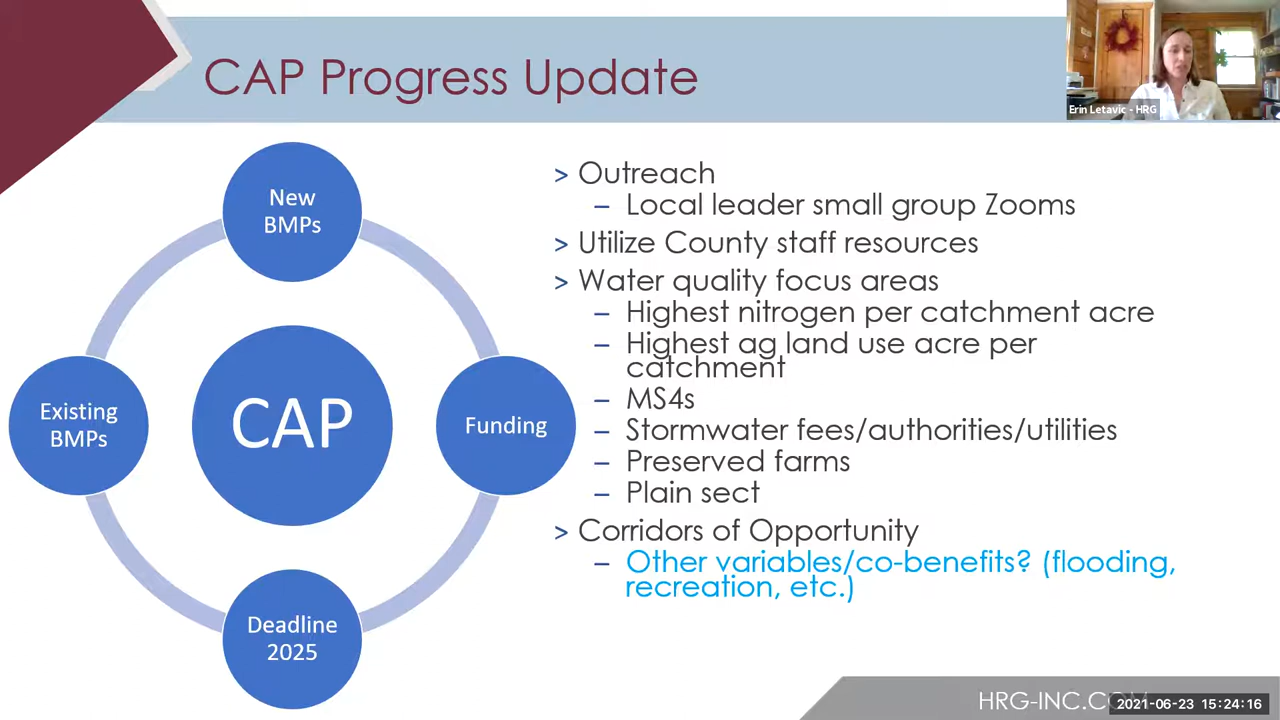 CAP Progress Update
Erin Letavic - HRG
New
BMPs
Existing
BMPs
CAP
Funding
Deadline
2025
> Outreach
– Local leader small group Zooms
> Utilize County staff resources
> Water quality focus areas
– Highest nitrogen per catchment acre
– Highest ag land use acre per
catchment
– MS4s
– Stormwater fees/authorities/utilities
– Preserved farms
– Plain sect
> Corridors of Opportunity
– Other variables/co-benefits? (flooding,
recreation, etc.)
HRG-INC.COM
2021-06-23 15:24:16